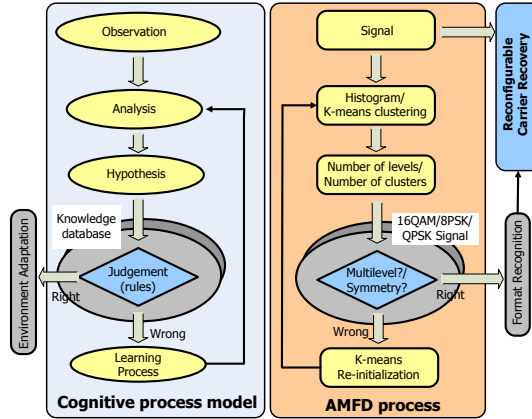 Observation
Analysis
Hypothesis
Knowledge
database
Judgement
(rules)
Right
Wrong
Learning
Process
Environment Adaptation
Cognitive process model
Signal
Histogram/
K-means clustering
Number of levels/
Number of clusters
16QAM/8PSK/
QPSK Signal
Multilevel?/
Symmetry?
Right
Wrong
K-means
Re-initialization
AMFD process
Reconfigurable
Carrier Recovery
Format Recognition